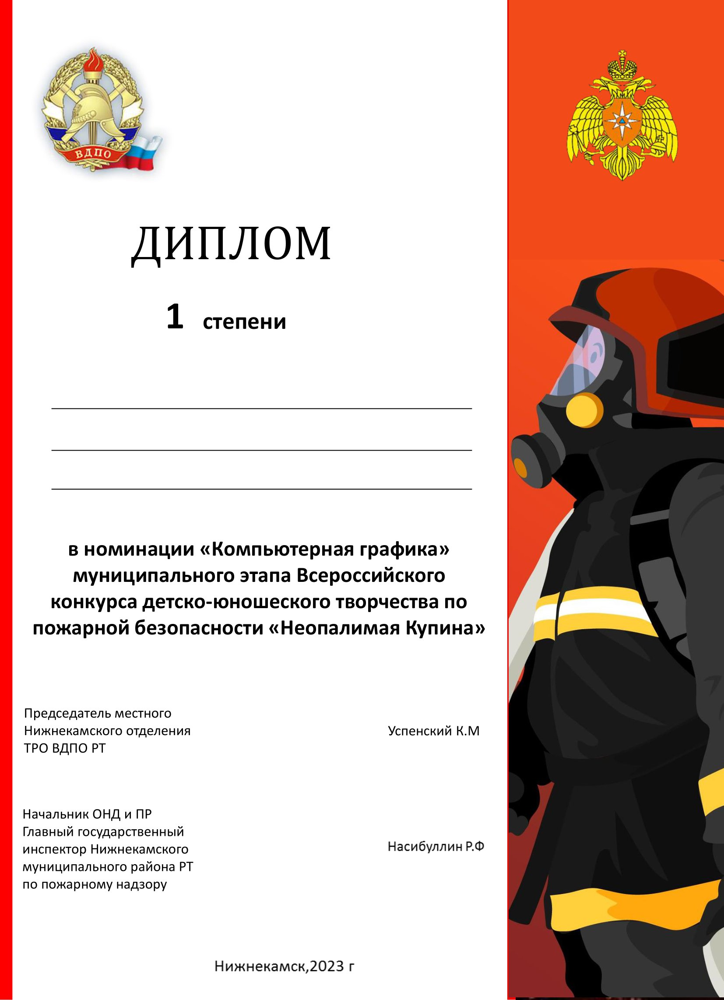 ВДПО
ДИПЛОМ
1 степени
в номинации «Компьютерная графика»
муниципального этапа Всероссийского
конкурса детско-юношеского творчества по
пожарной безопасности «Неопалимая Купина»
Председатель местного
Нижнекамского отделения
ТРО ВДПО РТ
Успенский К.М
Начальник ОНД и ПР
Главный государственный
инспектор Нижнекамского
муниципального района РТ
по пожарному надзору
Насибуллин Р.Ф
Нижнекамск,2023 г